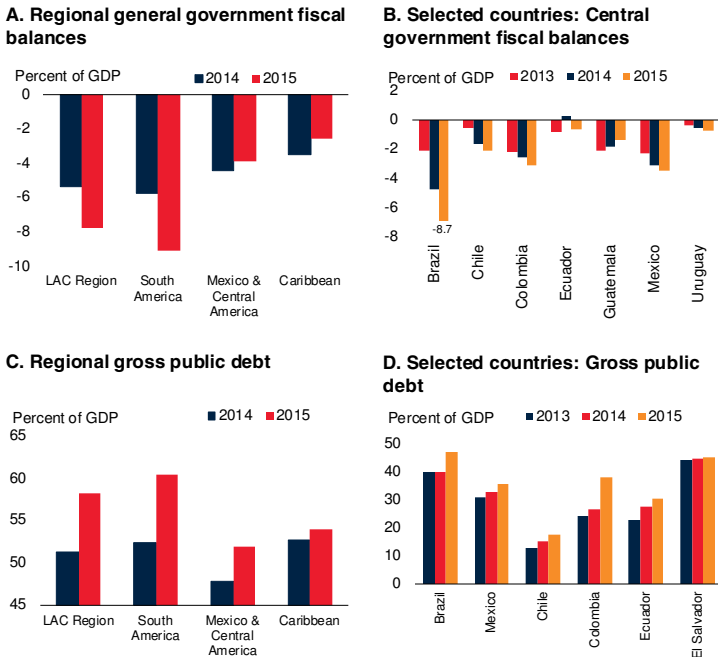 A. Regional general government fiscal
balances
Percent of GDP
2014 2015
0
-2
-4
-6
-8
-10
LAC Region
South
America
Mexico &
Central
America
Caribbean
B. Selected countries: Central
government fiscal balances
Percent of GDP
2013 2014 2015
2
0
-2
-4
-6
-8
-8.7
Brazil
Chile
Colombia
Ecuador
Guatemala
Mexico
Uruguay
C. Regional gross public debt
Percent of GDP
2014 2015
65
60
55
50
45
LAC Region
South
America
Mexico &
Central
America
Caribbean
D. Selected countries: Gross public
debt
Percent of GDP
2013 2014 2015
50
40
30
20
10
0
Brazil
Mexico
Chile
Colombia
Ecuador
El Salvador